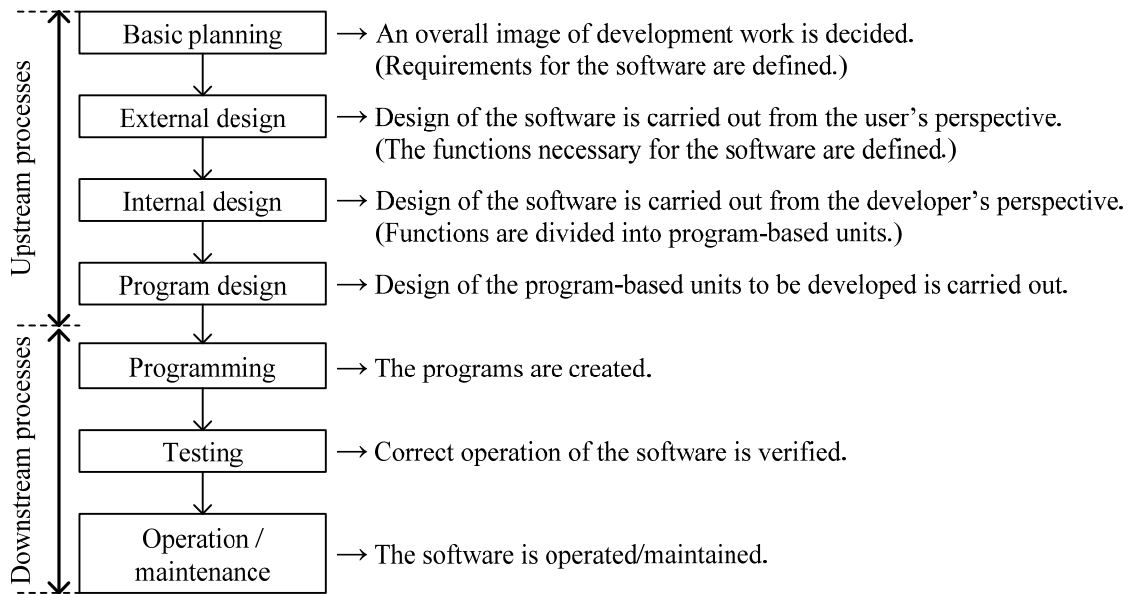 Upstream processes
Basic planning → An overall image of development work is decided.
(Requirements for the software are defined.)
External design → Design of the software is carried out from the user's perspective.
(The functions necessary for the software are defined.)
Internal design → Design of the software is carried out from the developer's perspective.
(Functions are divided into program-based units.)
Program design → Design of the program-based units to be developed is carried out.
Downstream processes
Programming → The programs are created.
Testing → Correct operation of the software is verified.
Operation /
maintenance → The software is operated/maintained.